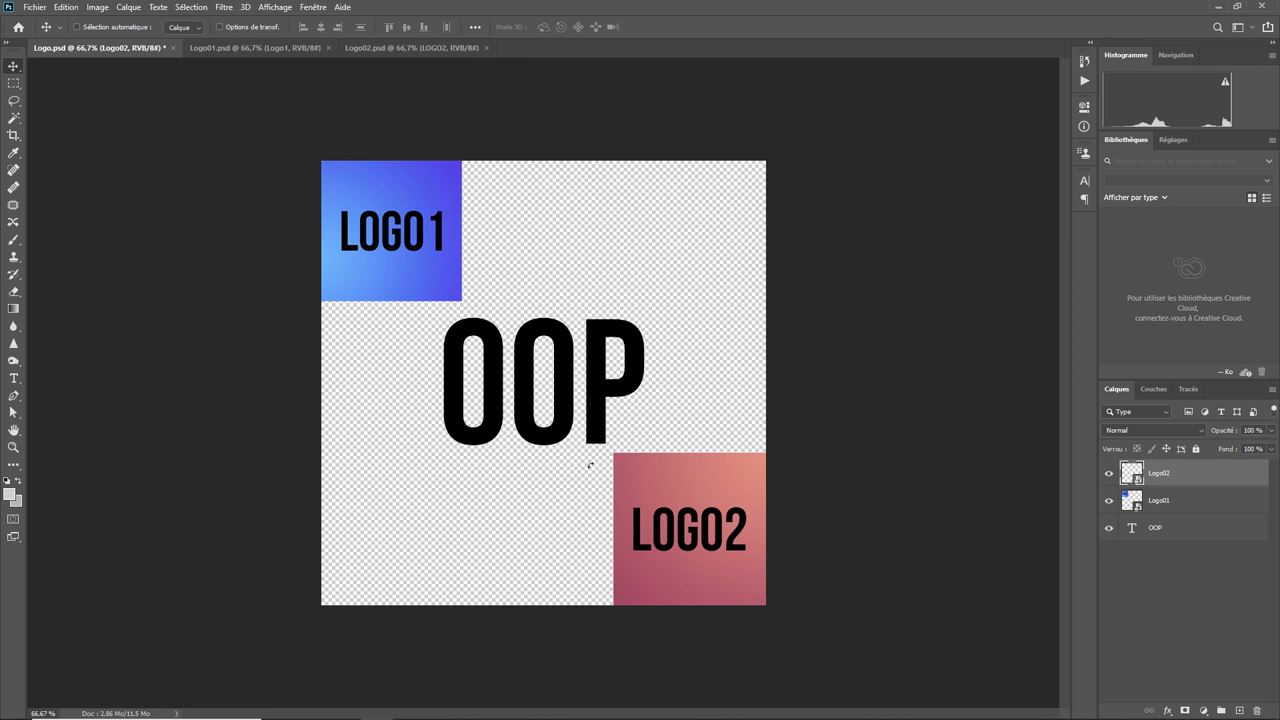 Ps Fichier Edition Image Calque Texte Sélection Filtre 3D Affichage Fenêtre Aide
Sélection automatique : Calque Options de transf. Mode 3D :
Logo.psd @ 66,7% (Logo02, RVB/8#) * × Logo01.psd @ 66,7% (Logo1, RVB/8#) × Logo02.psd @ 66,7% (LOGO2, RVB/8#) ×
Histogramme Navigation
Bibliothèques Réglages
Afficher par type
Pour utiliser les bibliothèques Creative
Cloud,
connectez-vous à Creative Cloud.
-- Ko
Calques Couches Tracés
Type
Normal Opacité : 100 %
Verrou : Fond : 100 %
Logo02
Logo01
T OOP
LOGO1
OOP
LOGO2
66,67 % Doc : 2,86 Mo/11,5 Mo